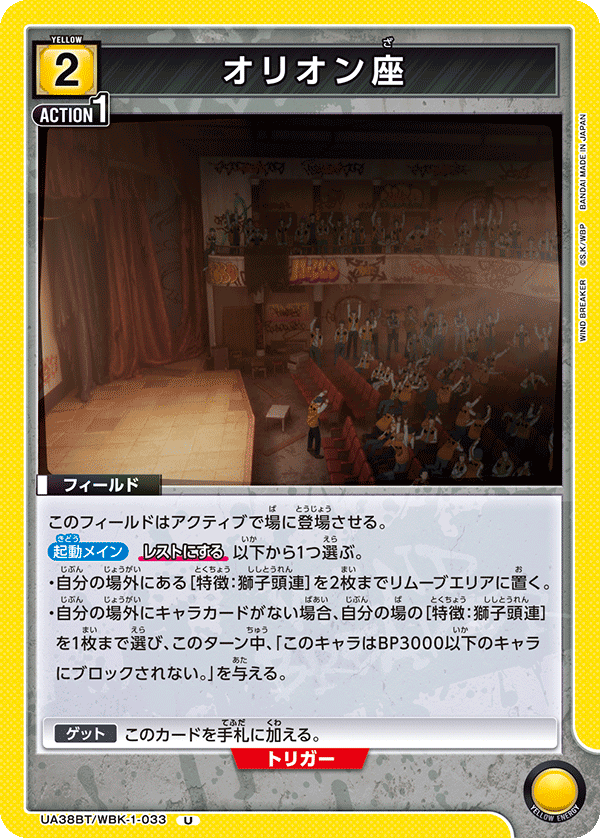 YELLOW
2
オリオン座
ざ
ACTION 1
BANDAI MADE IN JAPAN
WIND BREAKER ©S.K/WBP
フィールド
このフィールドはアクティブで場に登場させる。
起動メイン レストにする 以下から1つ選ぶ。
・自分の場外にある[特徴:獅子頭連]を2枚までリムーブエリアに置く。
・自分の場外にキャラカードがない場合、自分の場の[特徴:獅子頭連]
を1枚まで選び、このターン中、「このキャラはBP3000以下のキャラ
にブロックされない。」を与える。
ゲット このカードを手札に加える。
トリガー
UA38BT/WBK-1-033 U
YELLOW ENERGY